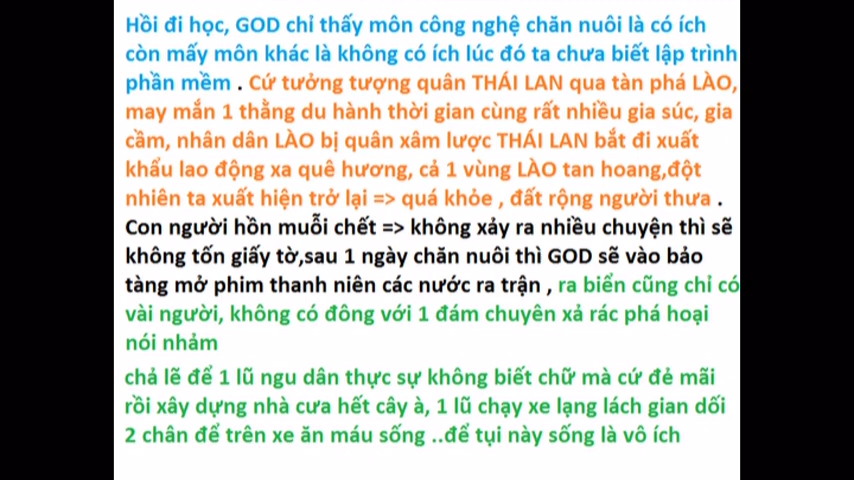 Hồi đi học, GOD chỉ thấy môn công nghệ chăn nuôi là có ích
còn mấy môn khác là không có ích lúc đó ta chưa biết lập trình
phần mềm . Cứ tưởng tượng quân THÁI LAN qua tàn phá LÀO,
may mắn 1 thằng du hành thời gian cùng rất nhiều gia súc, gia
cầm, nhân dân LÀO bị quân xâm lược THÁI LAN bắt đi xuất
khẩu lao động xa quê hương, cả 1 vùng LÀO tan hoang,đột
nhiên ta xuất hiện trở lại => quá khỏe , đất rộng người thưa .
Con người hồn muỗi chết => không xảy ra nhiều chuyện thì sẽ
không tốn giấy tờ,sau 1 ngày chăn nuôi thì GOD sẽ vào bảo
tàng mở phim thanh niên các nước ra trận , ra biển cũng chỉ có
vài người, không có đông với 1 đám chuyên xả rác phá hoại
nói nhảm
chả lẽ để 1 lũ ngu dân thực sự không biết chữ mà cứ đẻ mãi
rồi xây dựng nhà cưa hết cây à, 1 lũ chạy xe lạng lách gian dối
2 chân để trên xe ăn máu sống ..để tụi này sống là vô ích